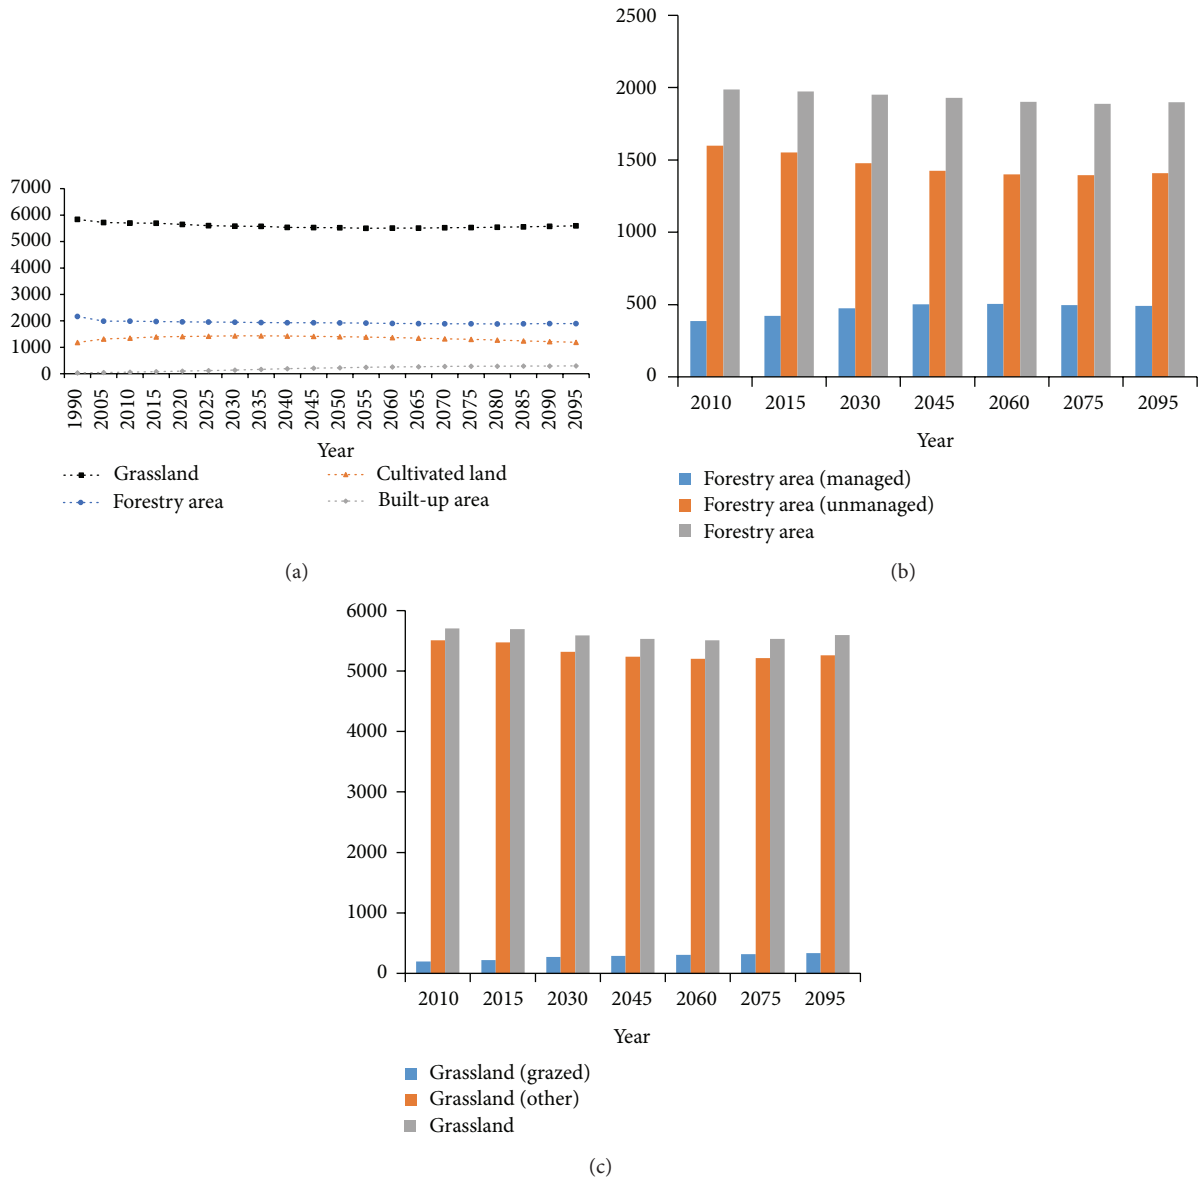 7000
6000
5000
4000
3000
2000
1000
0
1990 2005 2010 2015 2020 2025 2030 2035 2040 2045 2050 2055 2060 2065 2070 2075 2080 2085 2090 2095
Year
Grassland Cultivated land
Forestry area Built-up area
(a)
2500
2000
1500
1000
500
0
2010 2015 2030 2045 2060 2075 2095
Year
Forestry area (managed)
Forestry area (unmanaged)
Forestry area
(b)
6000
5000
4000
3000
2000
1000
0
2010 2015 2030 2045 2060 2075 2095
Year
Grassland (grazed)
Grassland (other)
Grassland
(c)